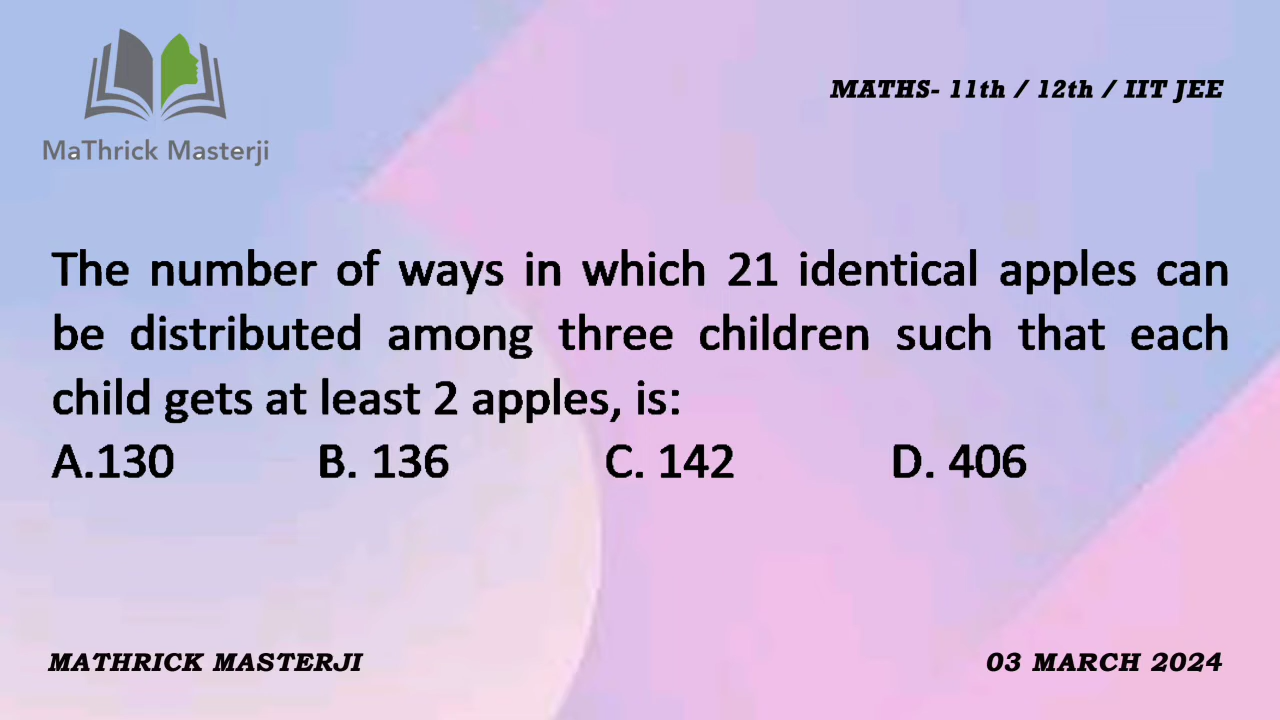 MaThrick Masterji
MATHS- 11th / 12th / IIT JEE
The number of ways in which 21 identical apples can
be distributed among three children such that each
child gets at least 2 apples, is:
A.130 B. 136 C. 142 D. 406
MATHRICK MASTERJI
03 MARCH 2024